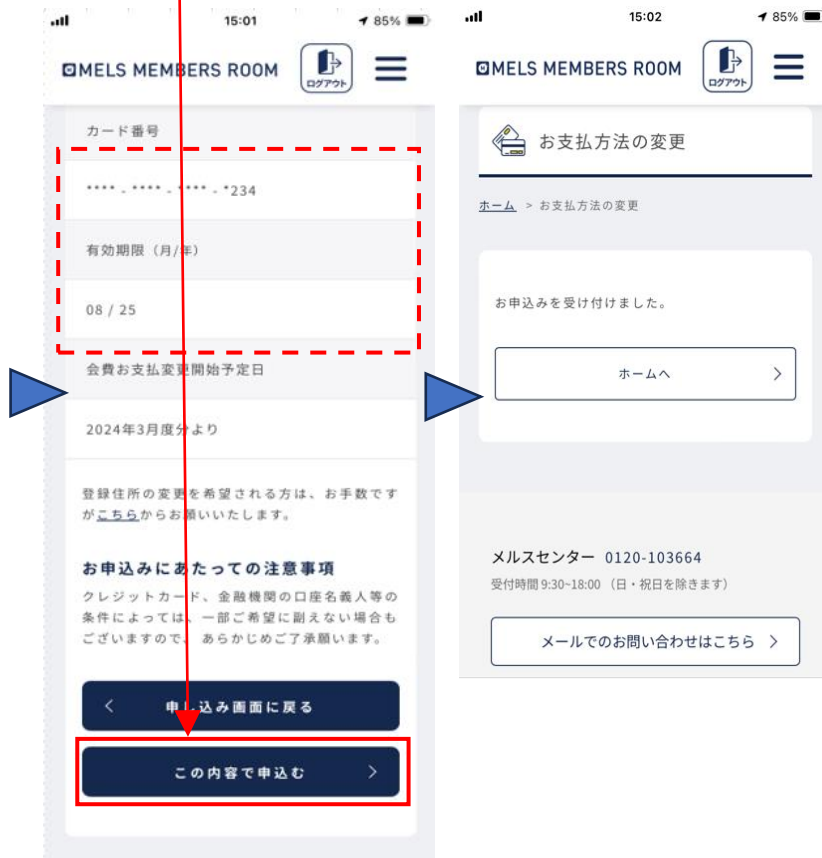 15:01
85%
MELS MEMBERS ROOM
ログアウト
カード番号
**** - **** - **** - *234
有効期限（月/年）
08 / 25
会費お支払変更開始予定日
2024年3月度分より
登録住所の変更を希望される方は、お手数です
がこちらからお願いいたします。
お申込みにあたっての注意事項
クレジットカード、金融機関の口座名義人等の
条件によっては、一部ご希望に副えない場合も
ございますので、あらかじめご了承願います。
申し込み画面に戻る
この内容で申込む
15:02
85%
MELS MEMBERS ROOM
ログアウト
お支払方法の変更
ホーム > お支払方法の変更
お申込みを受け付けました。
ホームへ
メルスセンター 0120-103664
受付時間 9:30~18:00 （日・祝日を除きます）
メールでのお問い合わせはこちら